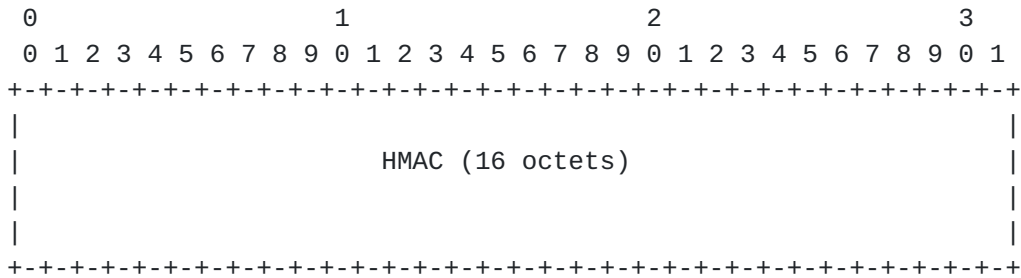 0                   1                   2                   3
 0 1 2 3 4 5 6 7 8 9 0 1 2 3 4 5 6 7 8 9 0 1 2 3 4 5 6 7 8 9 0 1
+-+-+-+-+-+-+-+-+-+-+-+-+-+-+-+-+-+-+-+-+-+-+-+-+-+-+-+-+-+-+-+-+
|                                                               |
|                       HMAC (16 octets)                        |
|                                                               |
|                                                               |
+-+-+-+-+-+-+-+-+-+-+-+-+-+-+-+-+-+-+-+-+-+-+-+-+-+-+-+-+-+-+-+-+